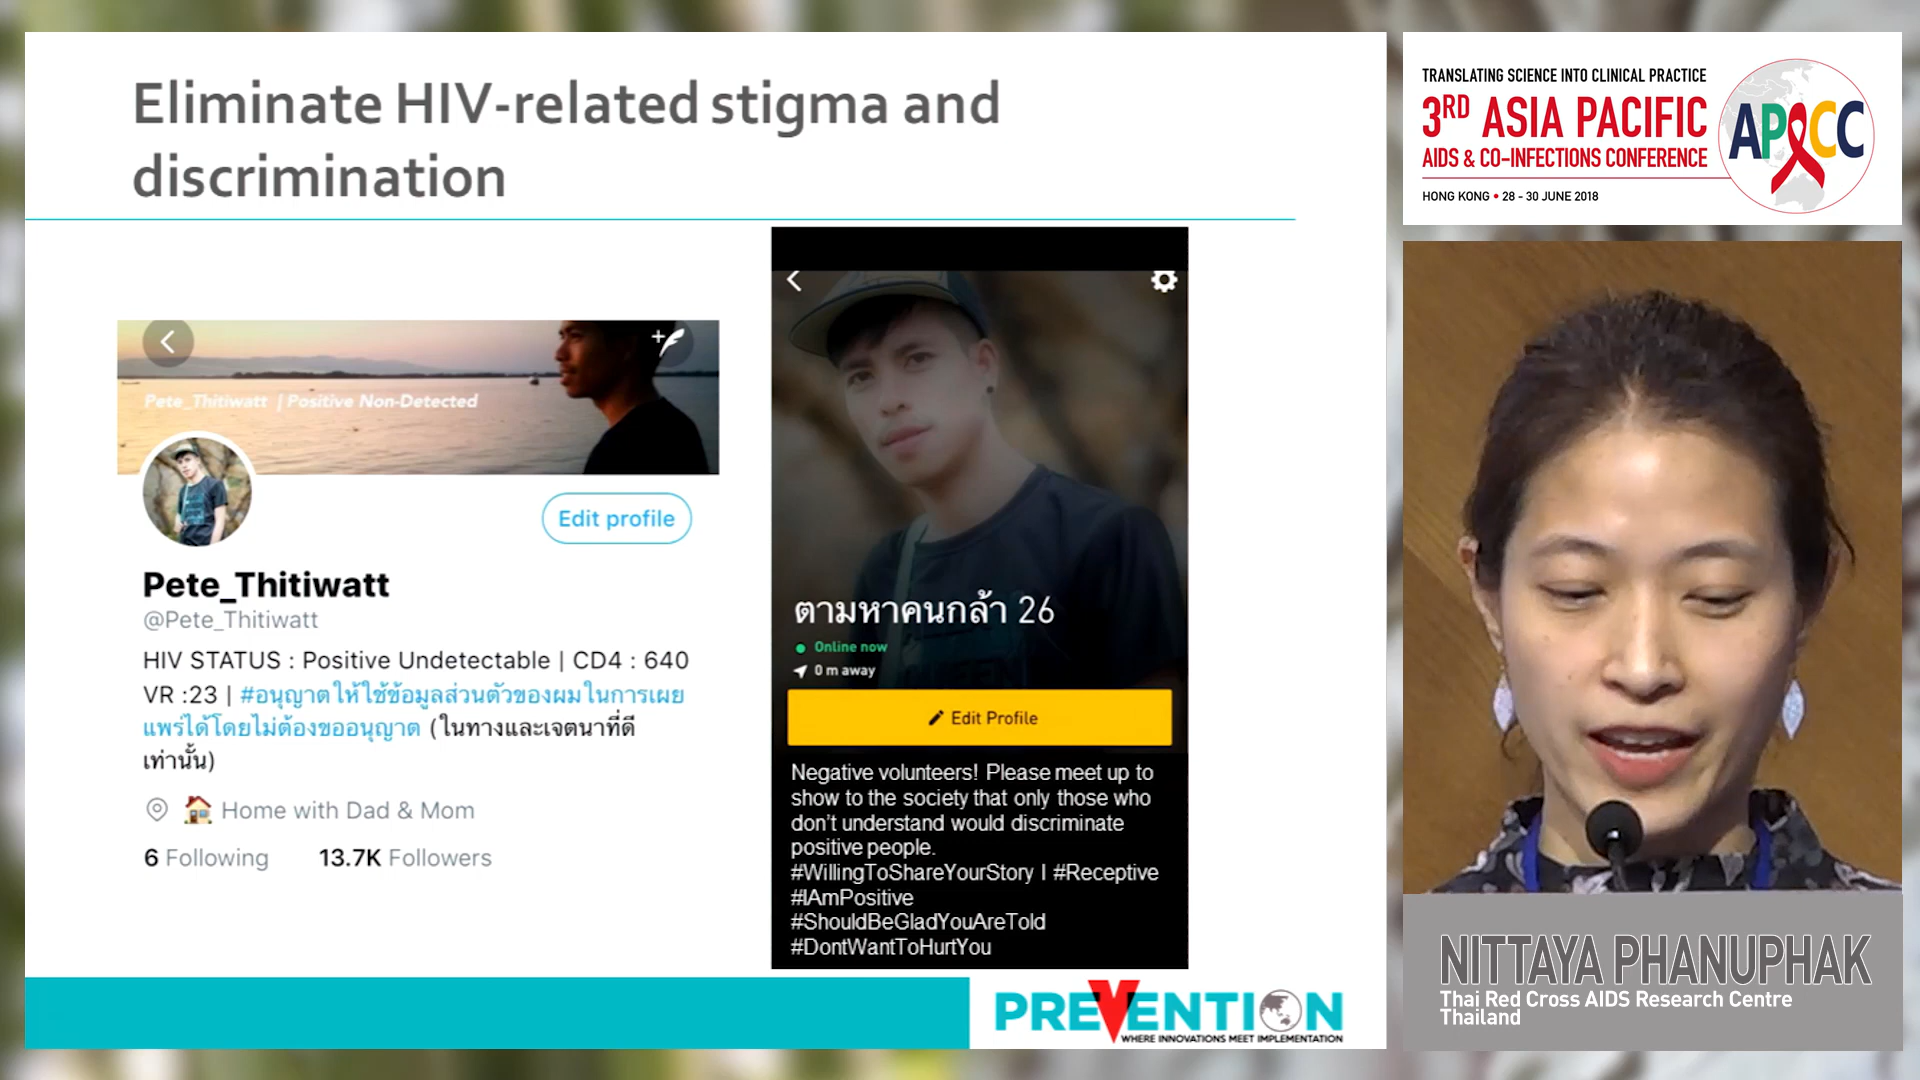 Eliminate HIV-related stigma and
discrimination
Pete_Thitiwatt | Positive Non-Detected
Edit profile
Pete_Thitiwatt
@Pete_Thitiwatt
HIV STATUS : Positive Undetectable | CD4 : 640
VR :23 | #อนุญาตให้ใช้ข้อมูลส่วนตัวของผมในการเผย
แพร่ได้โดยไม่ต้องขออนุญาต (ในทางและเจตนาที่ดี
เท่านั้น)
Home with Dad & Mom
6 Following 13.7K Followers
ตามหาคนกล้า 26
Online now
0 m away
Edit Profile
Negative volunteers! Please meet up to
show to the society that only those who
don't understand would discriminate
positive people.
#WillingToShareYourStory I #Receptive
#IAmPositive
#ShouldBeGladYouAreTold
#DontWantToHurtYou
PREVENTION
WHERE INNOVATIONS MEET IMPLEMENTATION
TRANSLATING SCIENCE INTO CLINICAL PRACTICE
3RD ASIA PACIFIC
AIDS & CO-INFECTIONS CONFERENCE
HONG KONG • 28 - 30 JUNE 2018
APACC
NITTAYA PHANUPHAK
Thai Red Cross AIDS Research Centre
Thailand